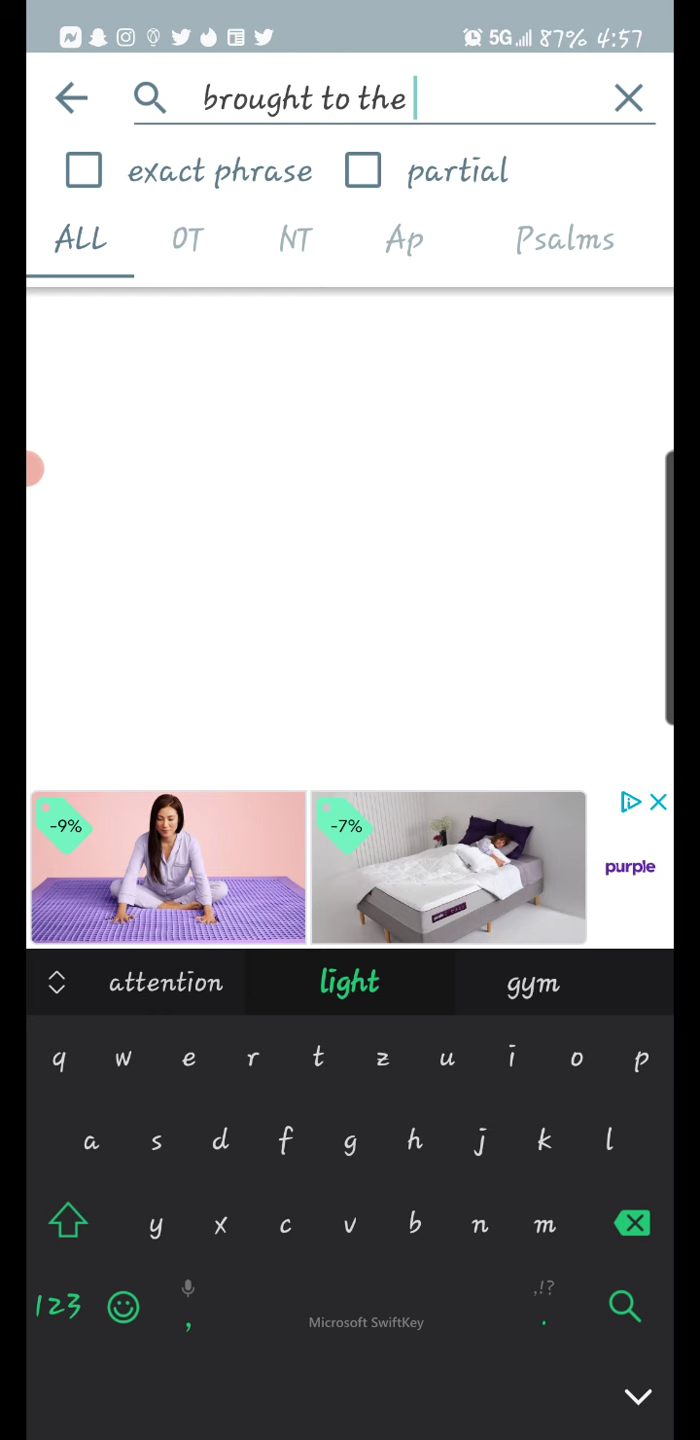 5G 87% 4:57
brought to the
exact phrase partial
ALL OT NT Ap Psalms
-9% -7%
purple
attention light gym
q w e r t z u i o p
a s d f g h j k l
y x c v b n m
,!?
123 , Microsoft SwiftKey .